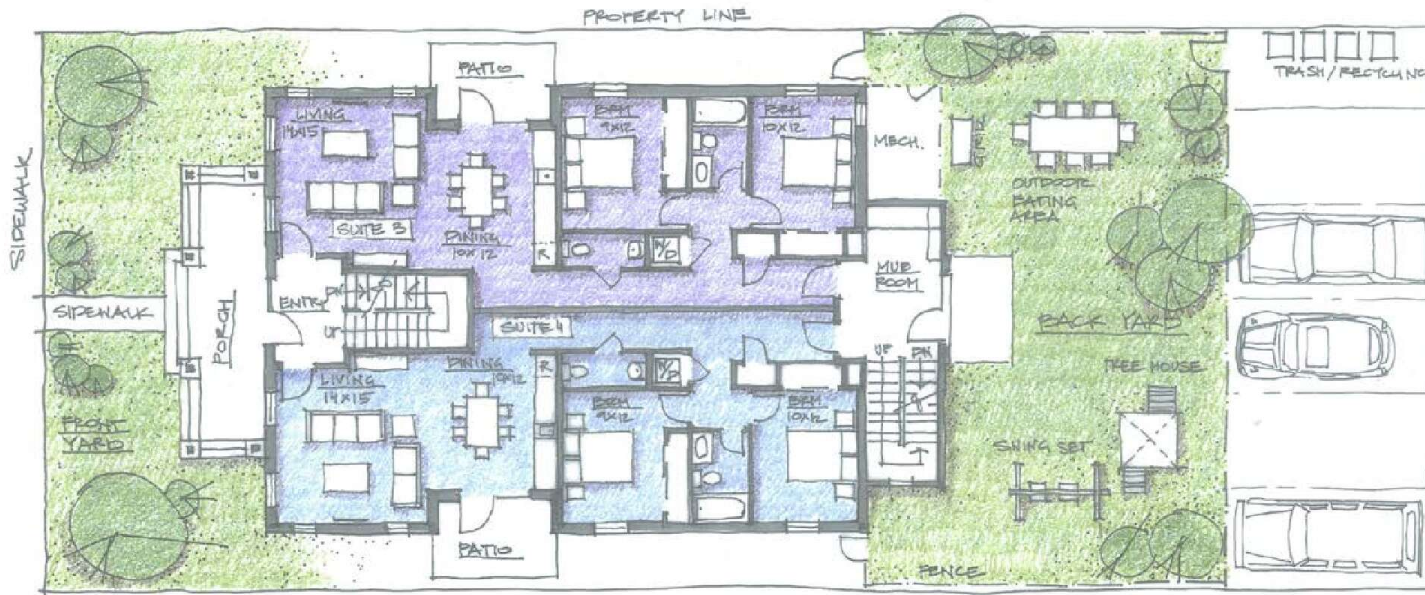 PROPERTY LINE
SIDEWALK
SIDEWALK
FRONT
YARD
PORCH
ENTRY
DN
UP
LIVING
14x15
SUITE 3
PATIO
DINING
10x12
R
BRM
9x12
W/D
BRM
10x12
MECH.
MUD
ROOM
UP
DN
SUITE 4
LIVING
14x15
DINING
10x12
R
PATIO
W/D
BRM
9x12
BRM
10x12
GRILL
OUTDOOR
EATING
AREA
BACK YARD
TREE HOUSE
SWING SET
FENCE
TRASH/RECYCLING